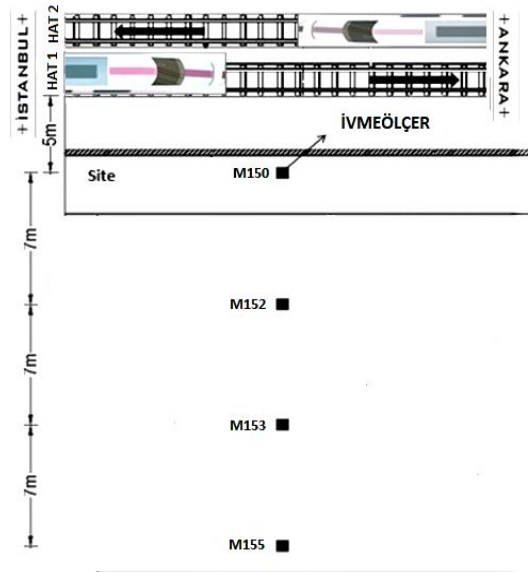 +İSTANBUL+
HAT 1 HAT 2
+ANKARA+
5m
İVMEÖLÇER
Site
M150
7m
M152
7m
M153
7m
M155